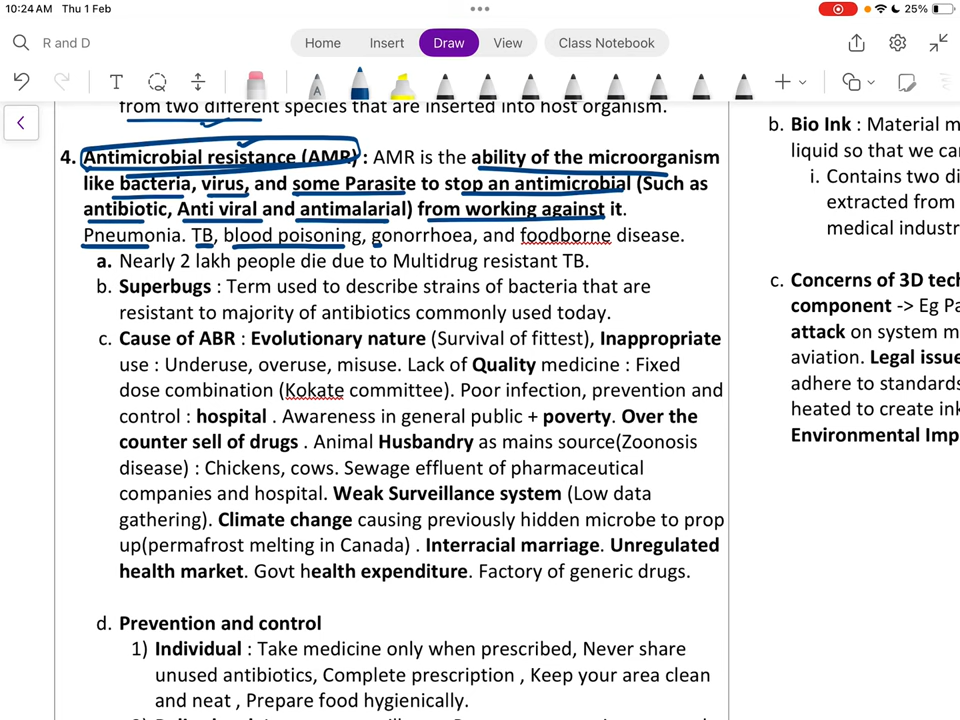 10:24 AM Thu 1 Feb
25%
R and D
Home Insert Draw View Class Notebook
from two different species that are inserted into host organism.
4. Antimicrobial resistance (AMR) : AMR is the ability of the microorganism
like bacteria, virus, and some Parasite to stop an antimicrobial (Such as
antibiotic, Anti viral and antimalarial) from working against it.
Pneumonia. TB, blood poisoning, gonorrhoea, and foodborne disease.
a. Nearly 2 lakh people die due to Multidrug resistant TB.
b. Superbugs : Term used to describe strains of bacteria that are
resistant to majority of antibiotics commonly used today.
c. Cause of ABR : Evolutionary nature (Survival of fittest), Inappropriate
use : Underuse, overuse, misuse. Lack of Quality medicine : Fixed
dose combination (Kokate committee). Poor infection, prevention and
control : hospital . Awareness in general public + poverty. Over the
counter sell of drugs . Animal Husbandry as mains source(Zoonosis
disease) : Chickens, cows. Sewage effluent of pharmaceutical
companies and hospital. Weak Surveillance system (Low data
gathering). Climate change causing previously hidden microbe to prop
up(permafrost melting in Canada) . Interracial marriage. Unregulated
health market. Govt health expenditure. Factory of generic drugs.
d. Prevention and control
1) Individual : Take medicine only when prescribed, Never share
unused antibiotics, Complete prescription , Keep your area clean
and neat , Prepare food hygienically.
b. Bio Ink : Material m
liquid so that we ca
i. Contains two di
extracted from
medical industr
c. Concerns of 3D tech
component -> Eg Pa
attack on system m
aviation. Legal issue
adhere to standards
heated to create ink
Environmental Imp